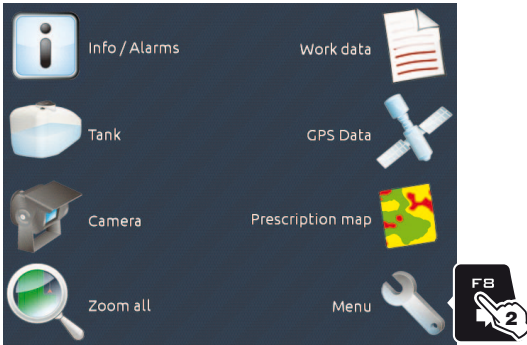 Info / Alarms
Work data
Tank
GPS Data
Camera
Prescription map
Zoom all
Menu
F8
2